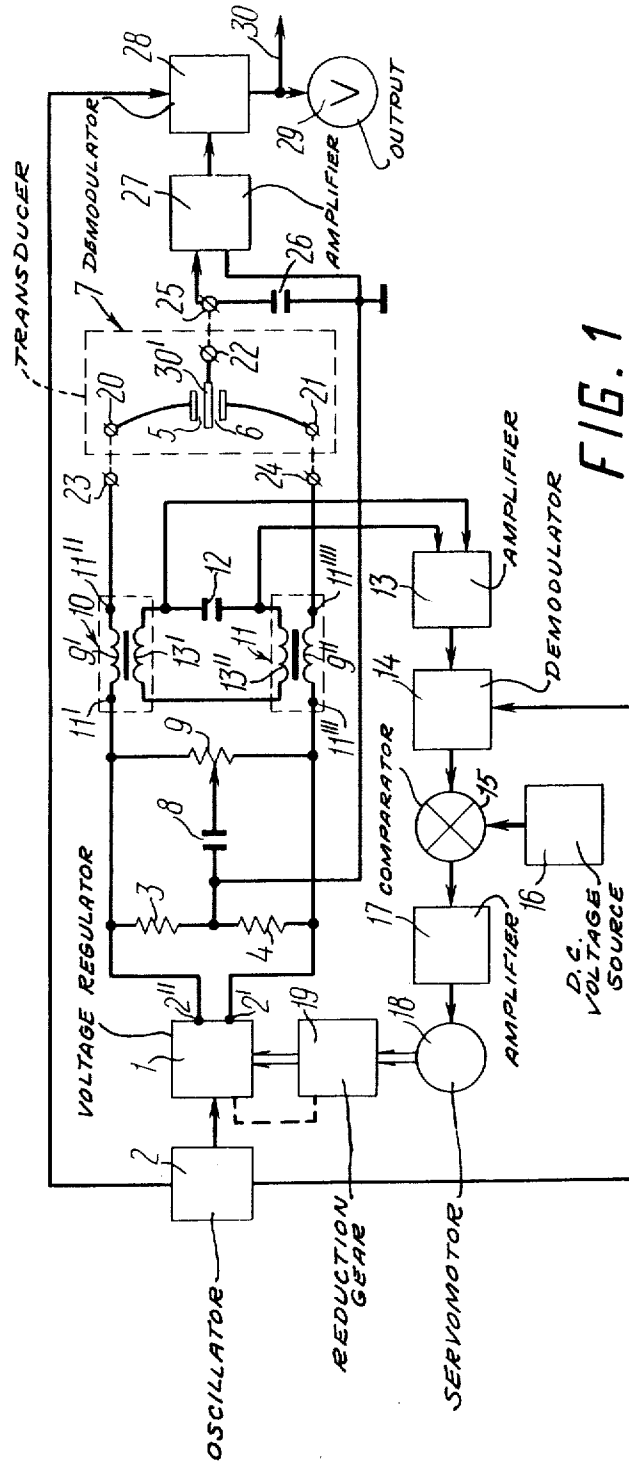 TRANSDUCER
7 DEMODULATOR
28
30
27
29
V
OUTPUT
AMPLIFIER
25
26
20
22
30'
5
6
21
23
24
11''
10
9'
11'
13'
12
13''
11
11''''
9''
11'''
9
8
3
4
VOLTAGE REGULATOR
2''
2'
1
2
OSCILLATOR
19
REDUCTION
GEAR
18
SERVOMOTOR
17
AMPLIFIER
COMPARATOR
15
16
D.C.
VOLTAGE
SOURCE
14
DEMODULATOR
13
AMPLIFIER
FIG. 1